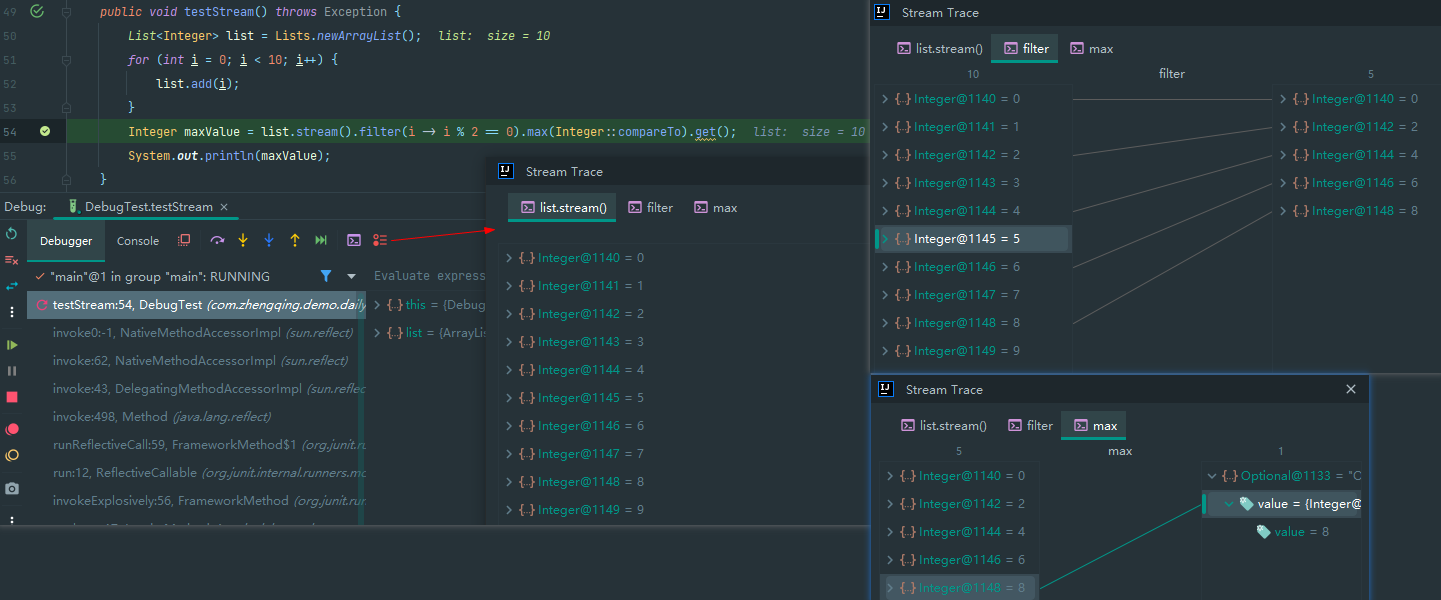 49 public void testStream() throws Exception {
50 List<Integer> list = Lists.newArrayList(); list: size = 10
51 for (int i = 0; i < 10; i++) {
52 list.add(i);
53 }
54 Integer maxValue = list.stream().filter(i → i % 2 == 0).max(Integer::compareTo).get(); list: size = 10
55 System.out.println(maxValue);
56 }
Debug: DebugTest.testStream ×
Debugger Console
✓ "main"@1 in group "main": RUNNING
testStream:54, DebugTest (com.zhengqing.demo.daily
invoke0:-1, NativeMethodAccessorImpl (sun.reflect)
invoke:62, NativeMethodAccessorImpl (sun.reflect)
invoke:43, DelegatingMethodAccessorImpl (sun.reflec
invoke:498, Method (java.lang.reflect)
runReflectiveCall:59, FrameworkMethod$1 (org.junit.ru
run:12, ReflectiveCallable (org.junit.internal.runners.mo
invokeExplosively:56, FrameworkMethod (org.junit.run
Evaluate express
{..} this = {Debug
{..} list = {ArrayLis
IJ Stream Trace
list.stream() filter max
{..} Integer@1140 = 0
{..} Integer@1141 = 1
{..} Integer@1142 = 2
{..} Integer@1143 = 3
{..} Integer@1144 = 4
{..} Integer@1145 = 5
{..} Integer@1146 = 6
{..} Integer@1147 = 7
{..} Integer@1148 = 8
{..} Integer@1149 = 9
IJ Stream Trace
list.stream() filter max
10 filter 5
{..} Integer@1140 = 0 {..} Integer@1140 = 0
{..} Integer@1141 = 1 {..} Integer@1142 = 2
{..} Integer@1142 = 2 {..} Integer@1144 = 4
{..} Integer@1143 = 3 {..} Integer@1146 = 6
{..} Integer@1144 = 4 {..} Integer@1148 = 8
{..} Integer@1145 = 5
{..} Integer@1146 = 6
{..} Integer@1147 = 7
{..} Integer@1148 = 8
{..} Integer@1149 = 9
IJ Stream Trace ×
list.stream() filter max
5 max 1
{..} Integer@1140 = 0 {..} Optional@1133 = "O
{..} Integer@1142 = 2 value = {Integer@
{..} Integer@1144 = 4 value = 8
{..} Integer@1146 = 6
{..} Integer@1148 = 8